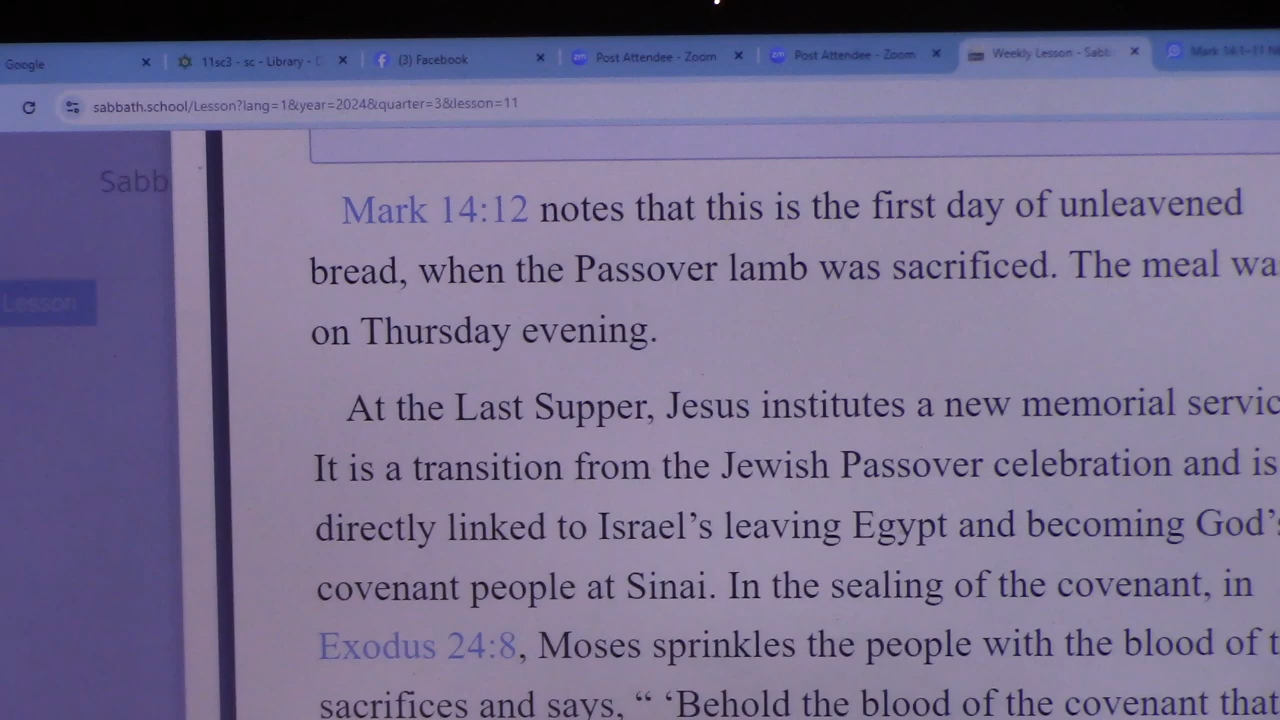 Google
11sc3 - sc - Library -
(3) Facebook
Post Attendee - Zoom
Post Attendee - Zoom
Weekly Lesson - Sabb
Mark 14:1-11
sabbath.school/Lesson?lang=1&year=2024&quarter=3&lesson=11
Sabb
Lesson
Mark 14:12 notes that this is the first day of unleavened
bread, when the Passover lamb was sacrificed. The meal wa
on Thursday evening.
At the Last Supper, Jesus institutes a new memorial servic
It is a transition from the Jewish Passover celebration and is
directly linked to Israel’s leaving Egypt and becoming God’s
covenant people at Sinai. In the sealing of the covenant, in
Exodus 24:8, Moses sprinkles the people with the blood of t
sacrifices and says, “ ‘Behold the blood of the covenant that